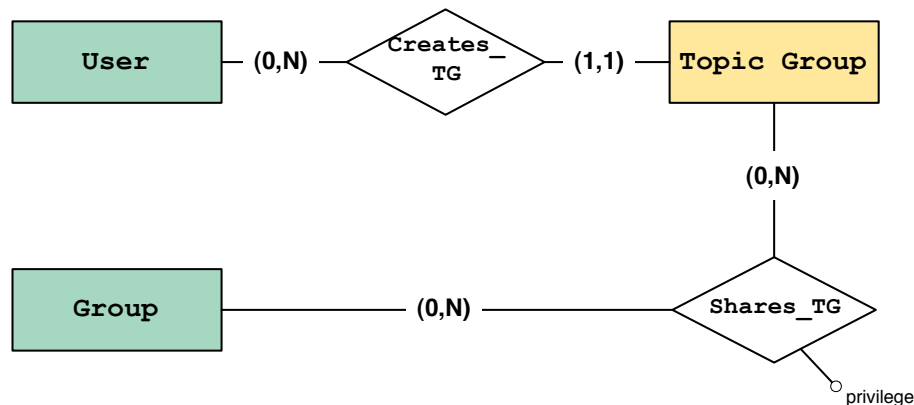 User
(0,N)
Creates_
TG
(1,1)
Topic Group
(0,N)
Group
(0,N)
Shares_TG
privilege